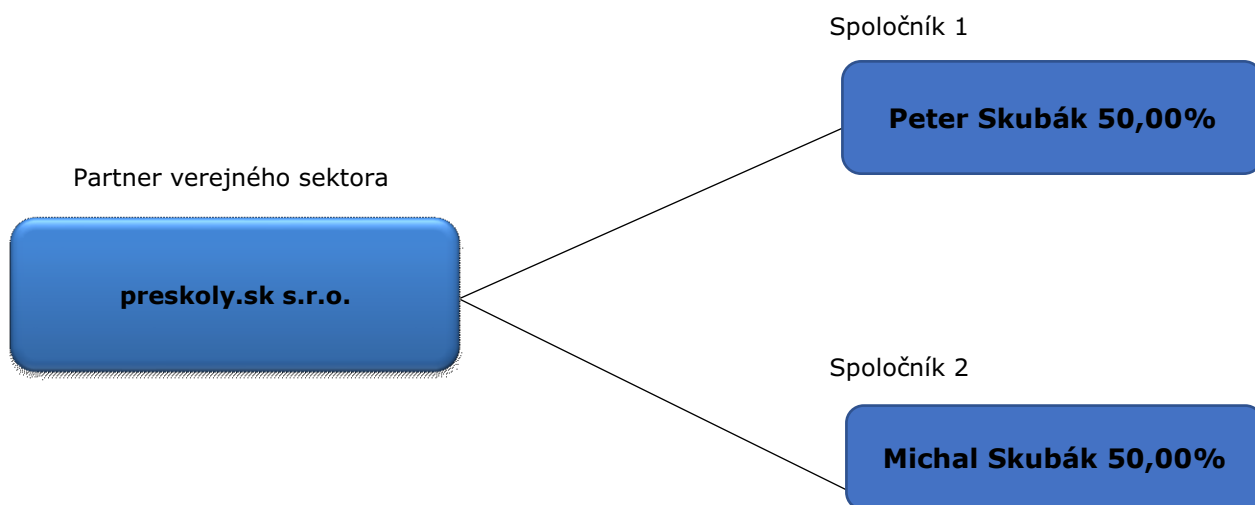 Spoločník 1
Peter Skubák 50,00%
Partner verejného sektora
preskoly.sk s.r.o.
Spoločník 2
Michal Skubák 50,00%